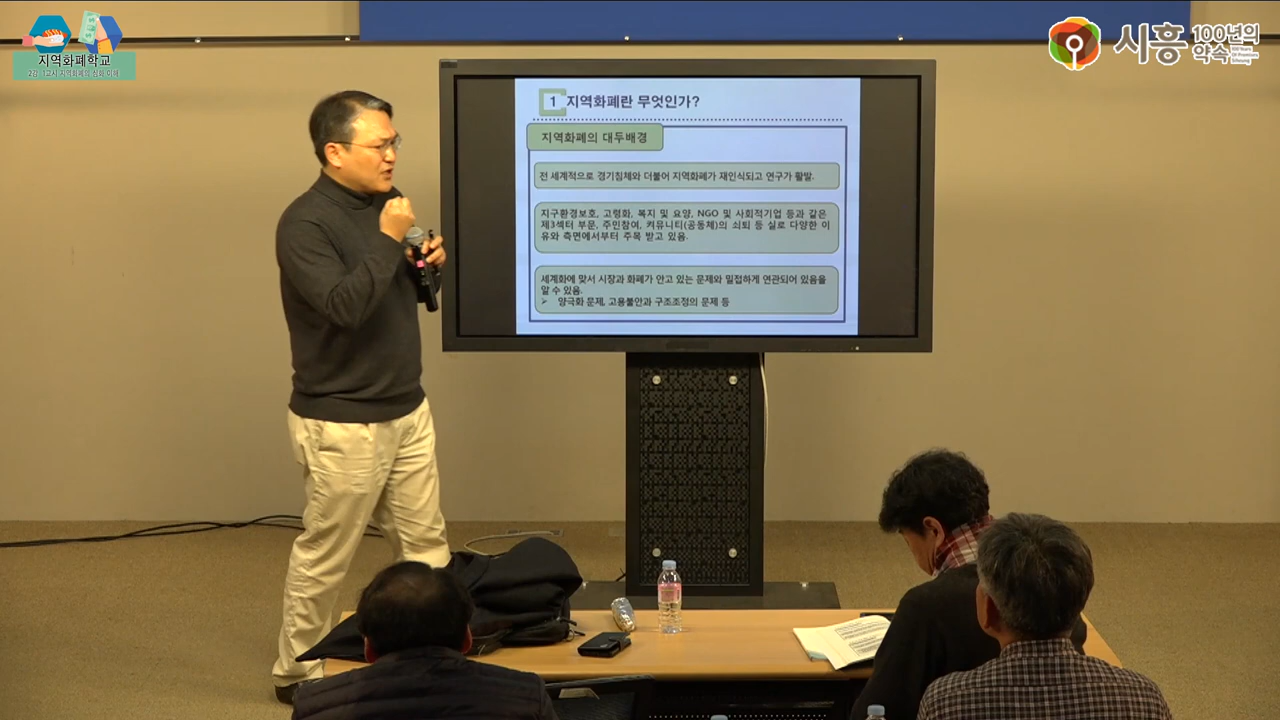 지역화폐학교
시흥 100년의 약속
1 지역화폐란 무엇인가?
지역화폐의 대두배경
전 세계적으로 경기침체와 더불어 지역화폐가 재인식되고 연구가 활발.
지구환경보호, 고령화, 복지 및 요양, NGO 및 사회적기업 등과 같은
제3섹터 부문, 주민참여, 커뮤니티(공동체)의 쇠퇴 등 실로 다양한 이
유와 측면에서부터 주목 받고 있음.
세계화에 맞서 시장과 화폐가 안고 있는 문제와 밀접하게 연관되어 있음을
알 수 있음.
➢ 양극화 문제, 고용불안과 구조조정의 문제 등